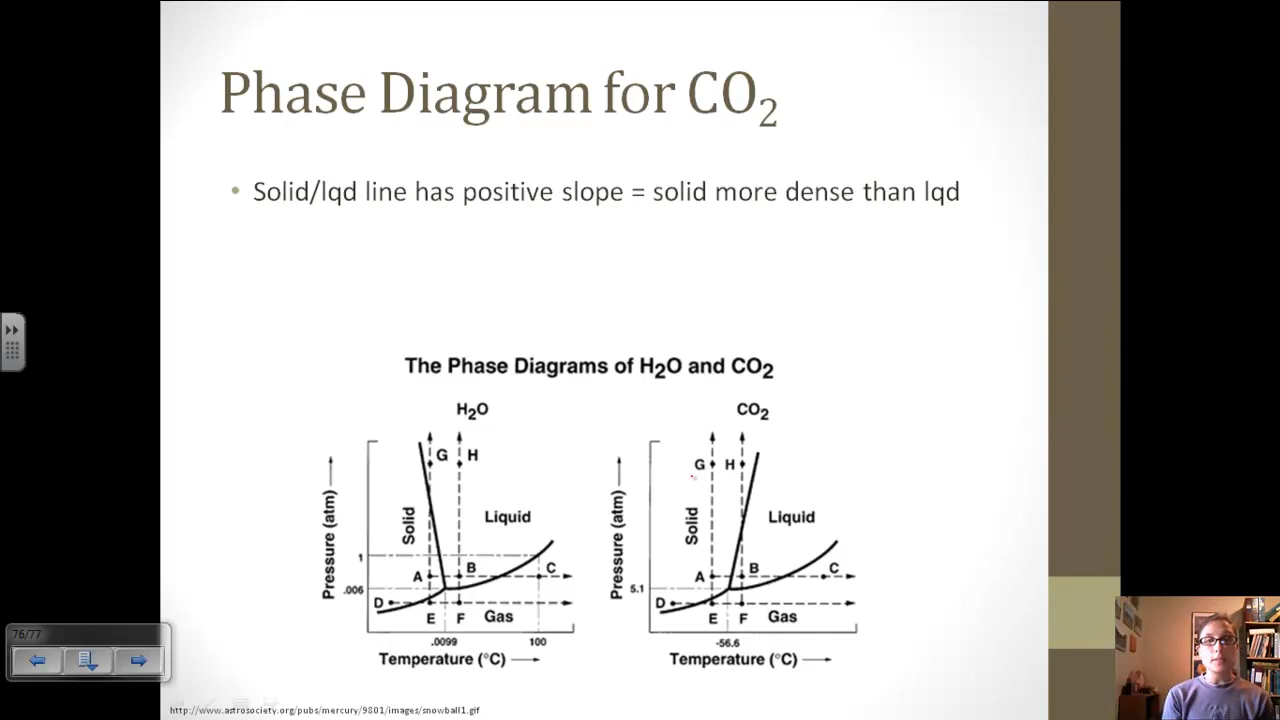 Phase Diagram for CO₂
• Solid/lqd line has positive slope = solid more dense than lqd
The Phase Diagrams of H₂O and CO₂
H₂O
Pressure (atm)
1
.006
Solid
Liquid
Gas
G H
A B C
D
E F
.0099 100
Temperature (°C)
CO₂
Pressure (atm)
5.1
Solid
Liquid
Gas
G H
A B C
D
E F
-56.6
Temperature (°C)
76/77
http://www.astrosociety.org/pubs/mercury/9801/images/snowball1.gif